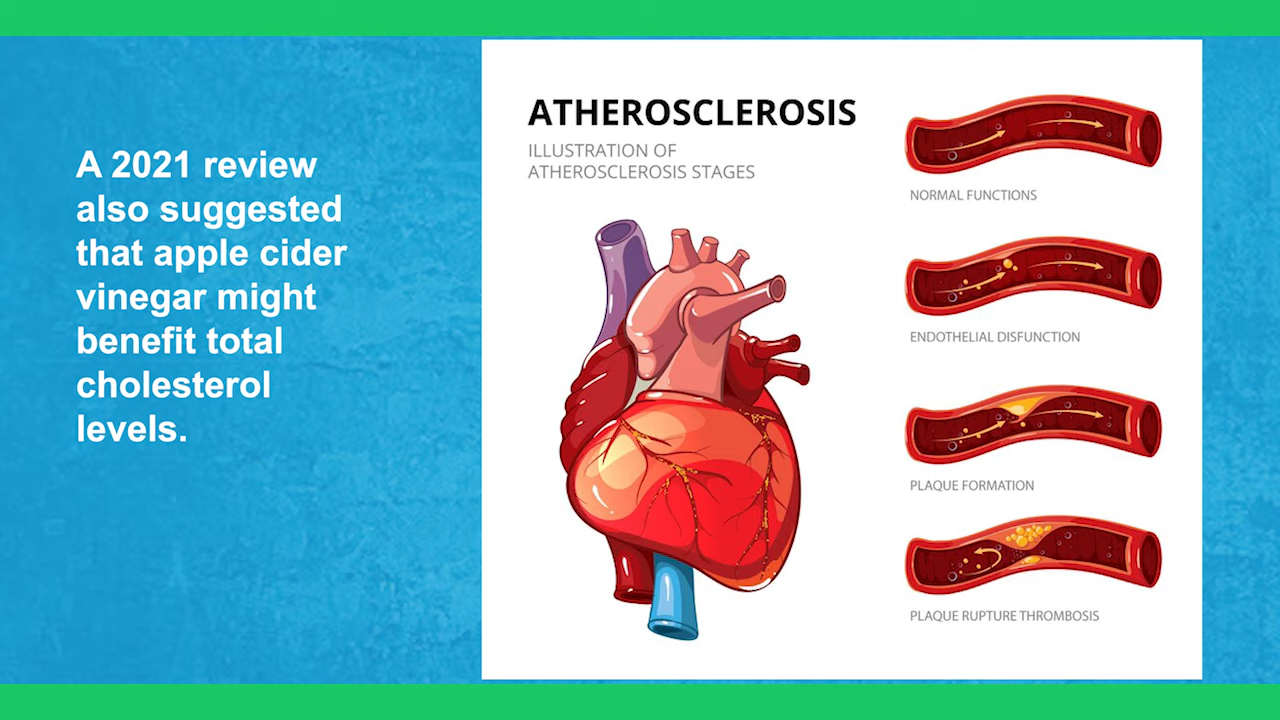 A 2021 review
also suggested
that apple cider
vinegar might
benefit total
cholesterol
levels.
ATHEROSCLEROSIS
ILLUSTRATION OF
ATHEROSCLEROSIS STAGES
NORMAL FUNCTIONS
ENDOTHELIAL DISFUNCTION
PLAQUE FORMATION
PLAQUE RUPTURE THROMBOSIS